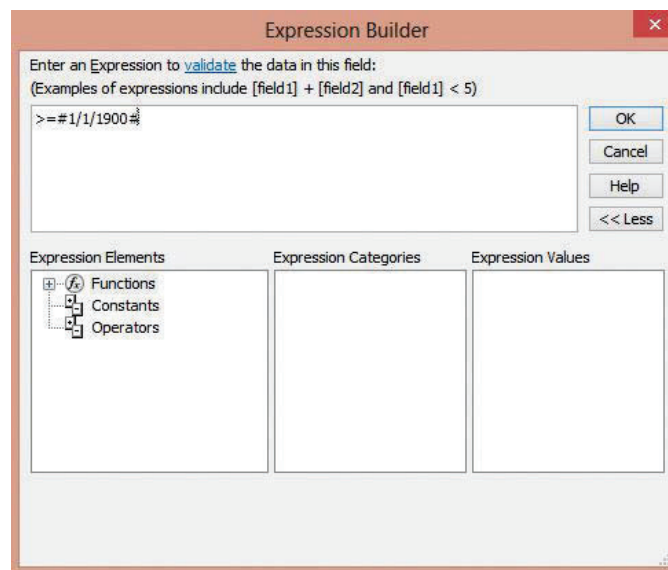 Expression Builder
Enter an Expression to validate the data in this field:
(Examples of expressions include [field1] + [field2] and [field1] < 5)
>=#1/1/1900#
OK
Cancel
Help
<< Less
Expression Elements
Expression Categories
Expression Values
Functions
Constants
Operators